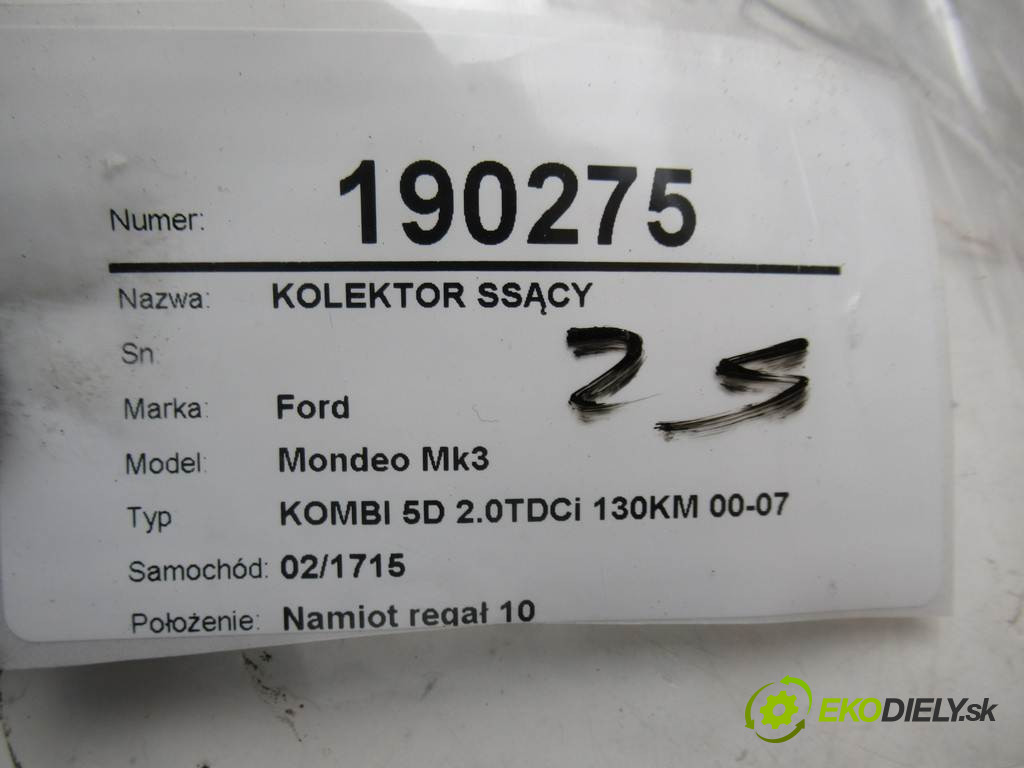 Numer: 190275
Nazwa: KOLEKTOR SSĄCY
Sn
25
Marka: Ford
Model: Mondeo Mk3
Typ KOMBI 5D 2.0TDCi 130KM 00-07
Samochód: 02/1715
Położenie: Namiot regał 10
EKODIELY.sk